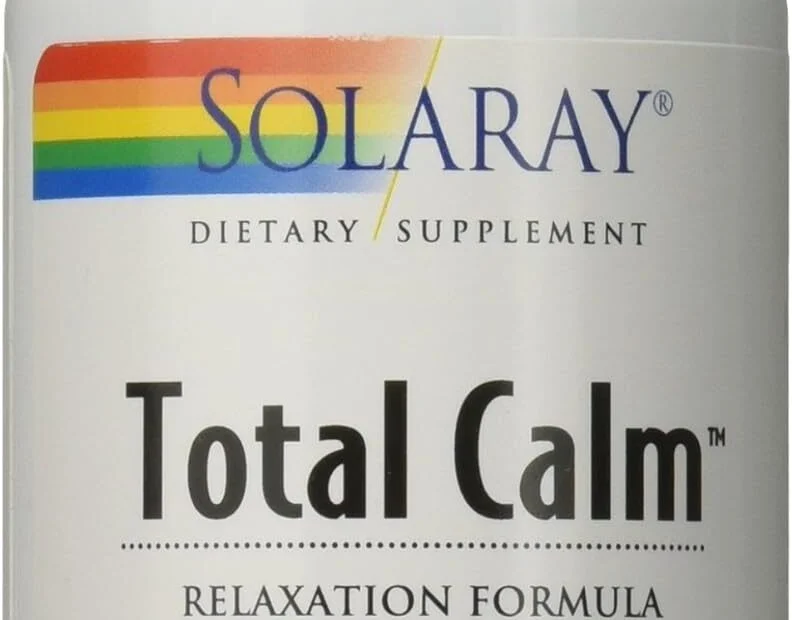 SOLARAY®
DIETARY SUPPLEMENT
Total Calm™
RELAXATION FORMULA